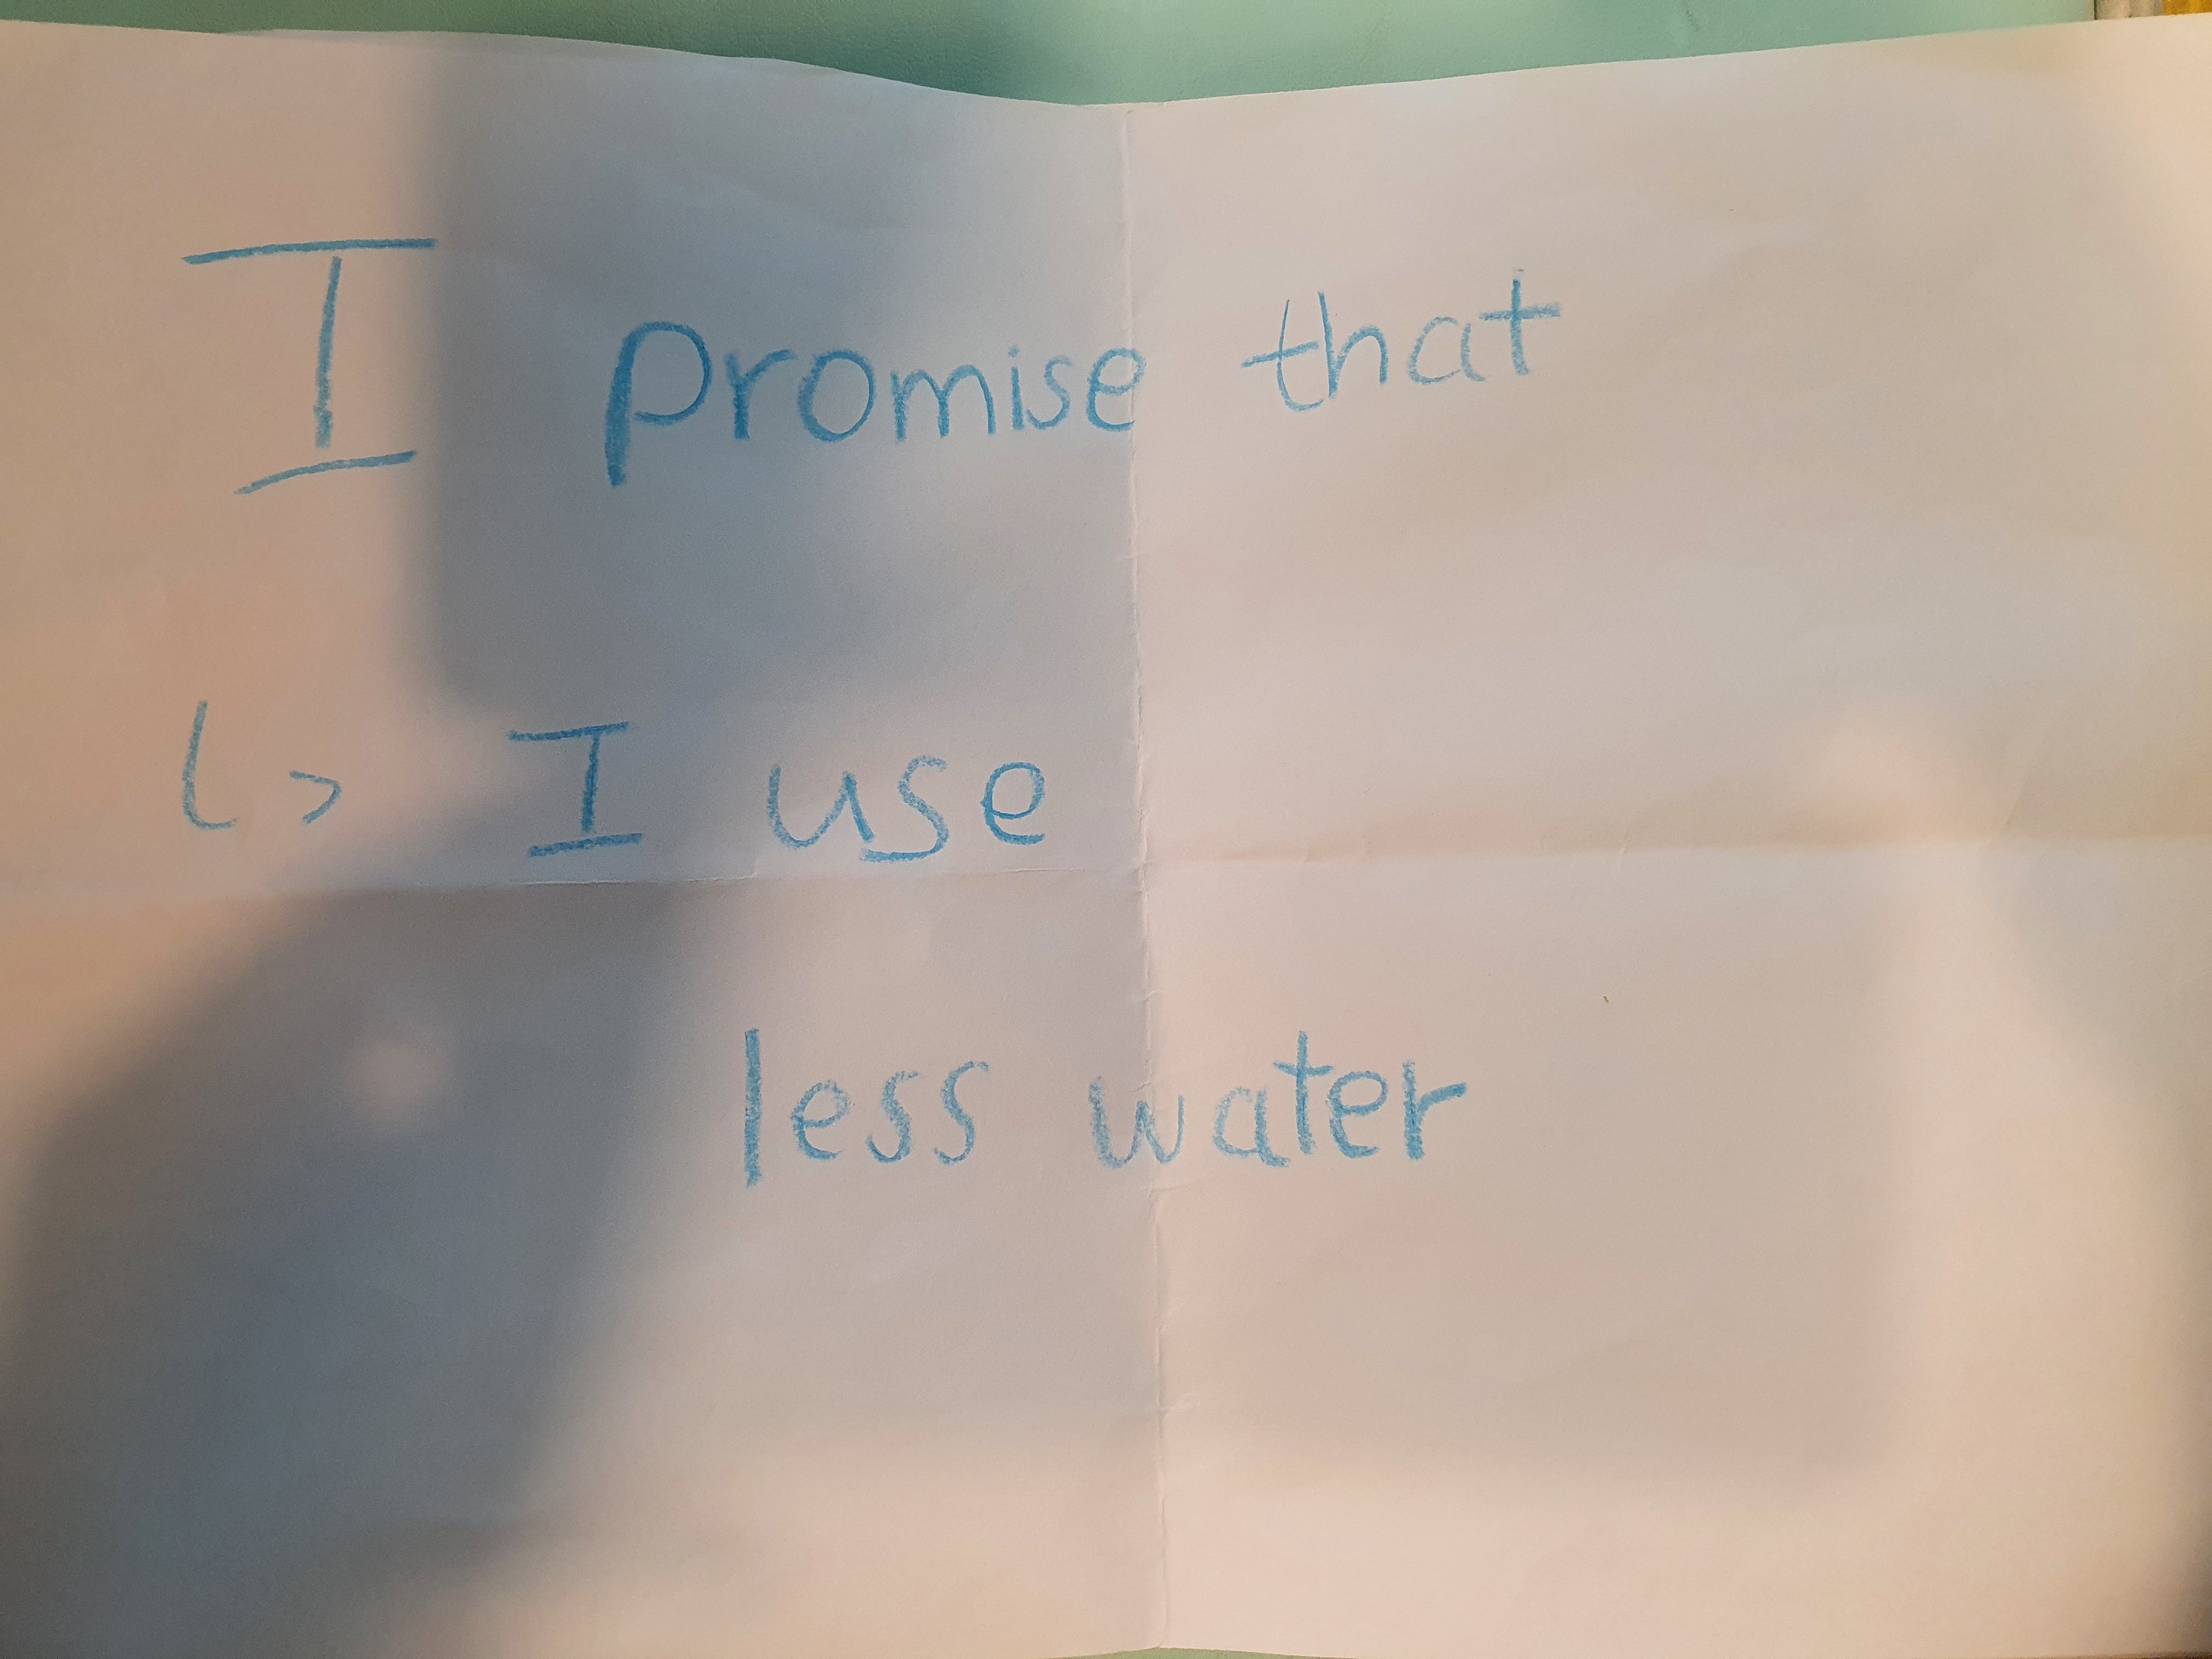 I promise that
↳ I use
less water